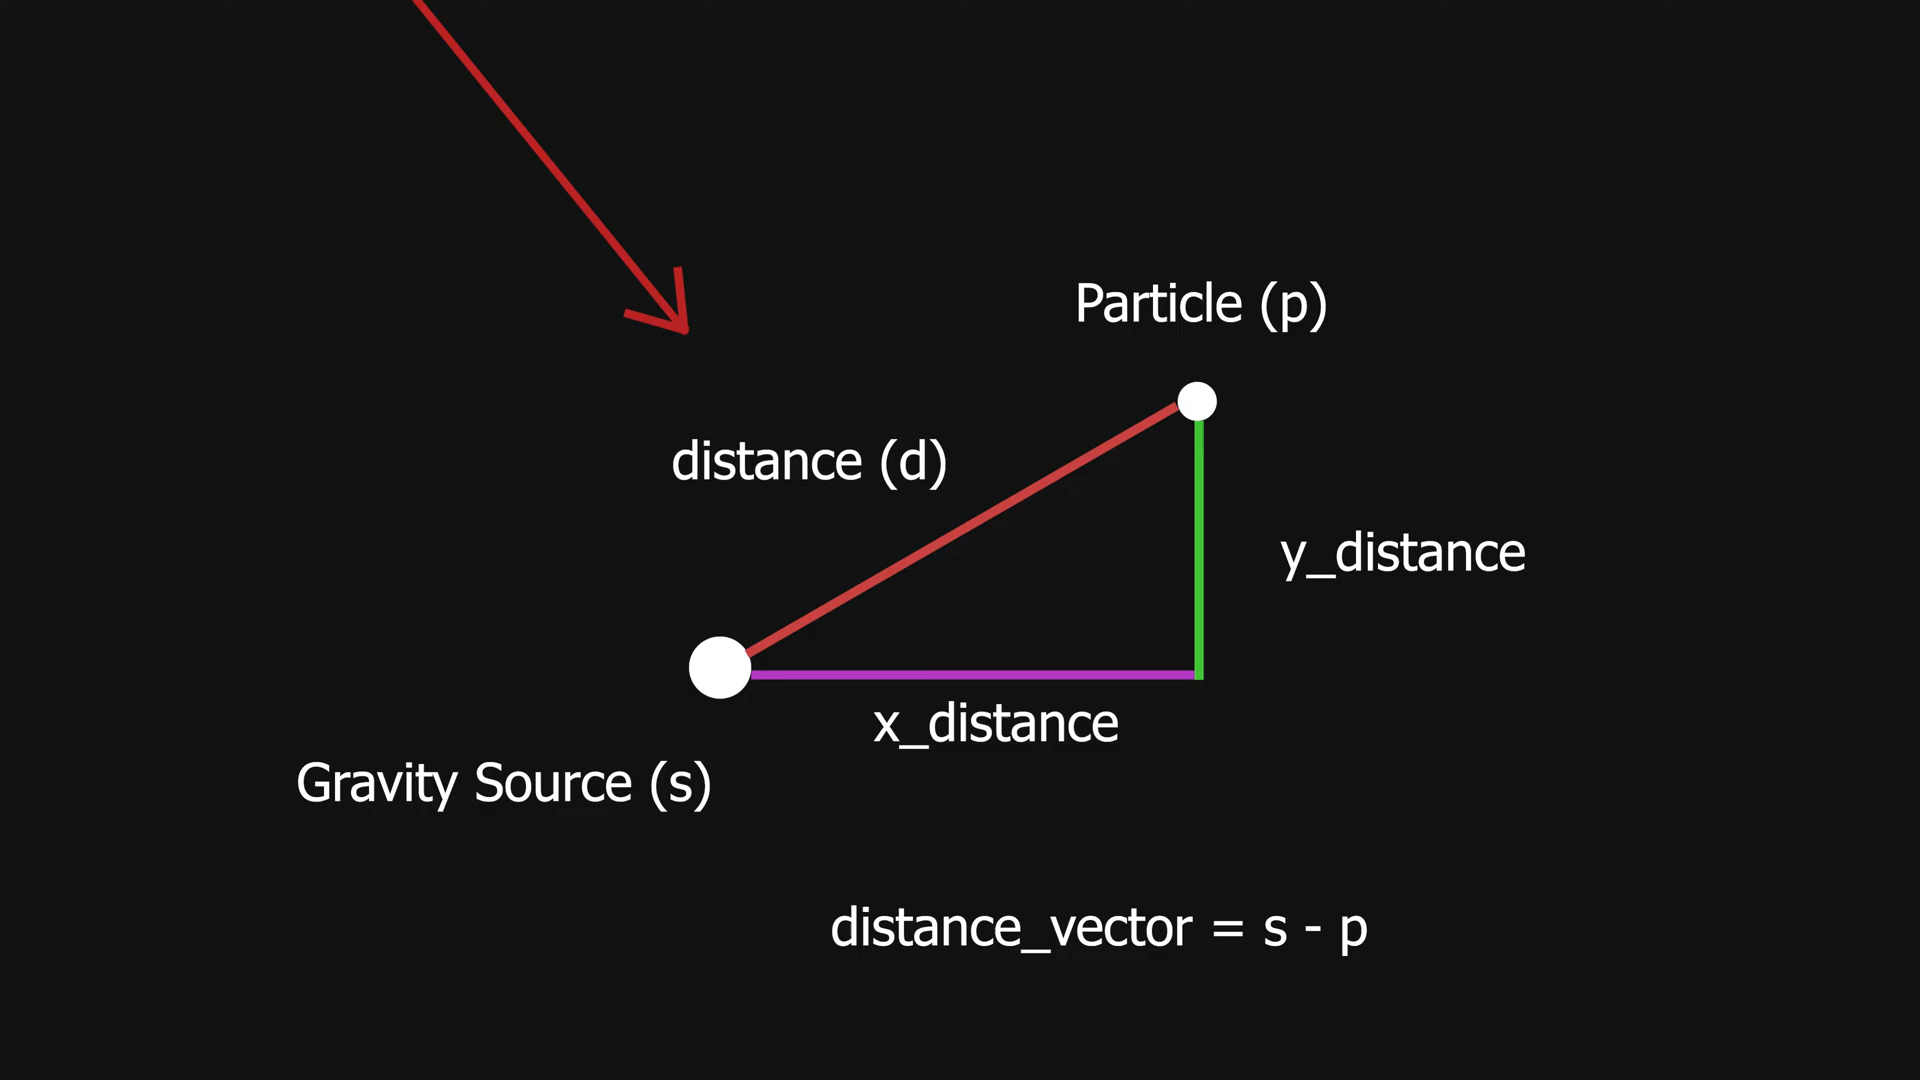 Particle (p)
distance (d)
y_distance
x_distance
Gravity Source (s)
distance_vector = s - p